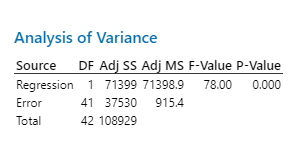 Analysis of Variance
Source DF Adj SS Adj MS F-Value P-Value
Regression 1 71399 71398.9 78.00 0.000
Error 41 37530 915.4
Total 42 108929